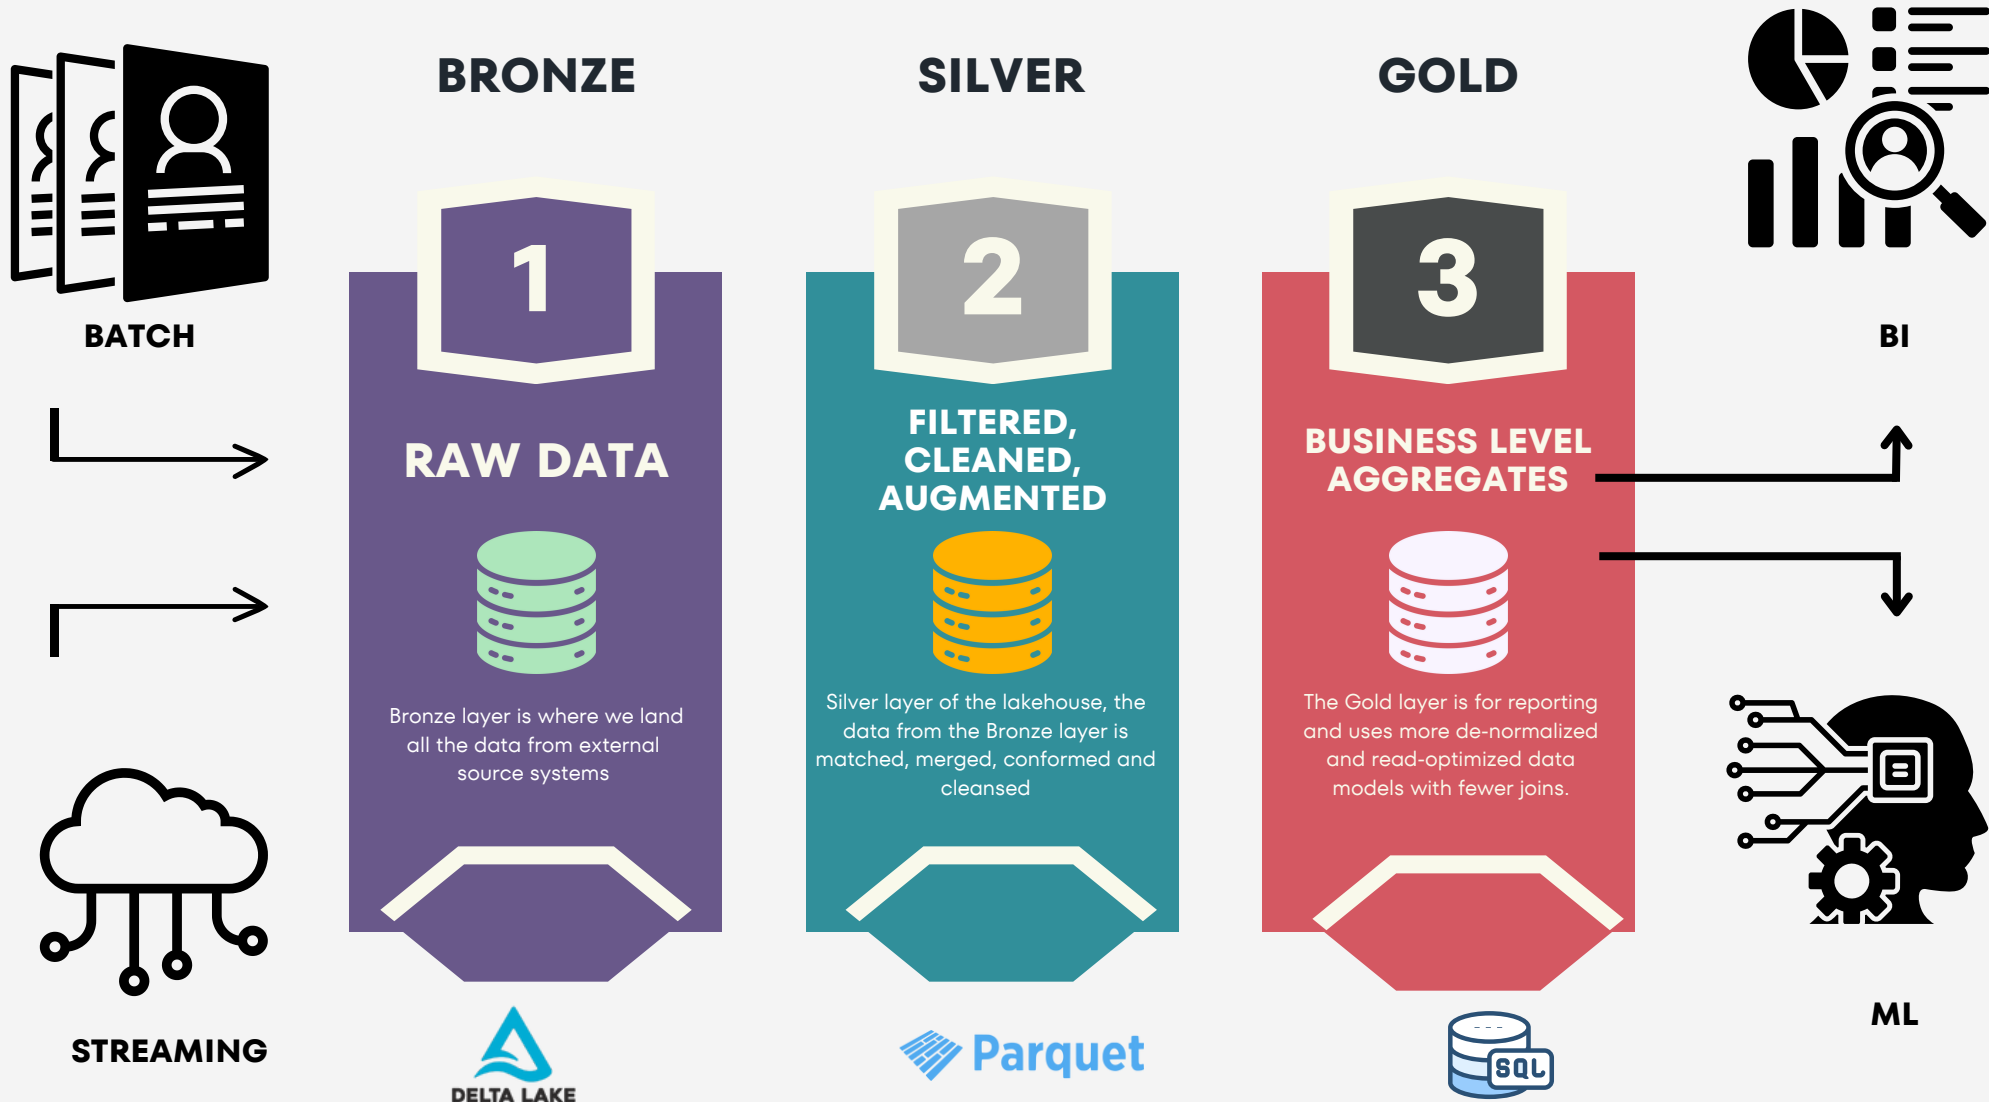 BRONZE
SILVER
GOLD
BATCH
STREAMING
1
RAW DATA
Bronze layer is where we land
all the data from external
source systems
DELTA LAKE
2
FILTERED,
CLEANED,
AUGMENTED
Silver layer of the lakehouse, the
data from the Bronze layer is
matched, merged, conformed and
cleansed
Parquet
3
BUSINESS LEVEL
AGGREGATES
The Gold layer is for reporting
and uses more de-normalized
and read-optimized data
models with fewer joins.
SQL
BI
ML